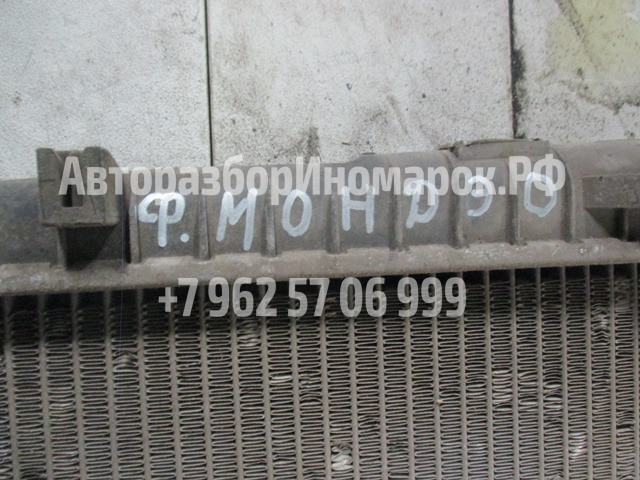 АвторазборИномарок.РФ
Ф.МОНДЭО
+7 962 57 06 999